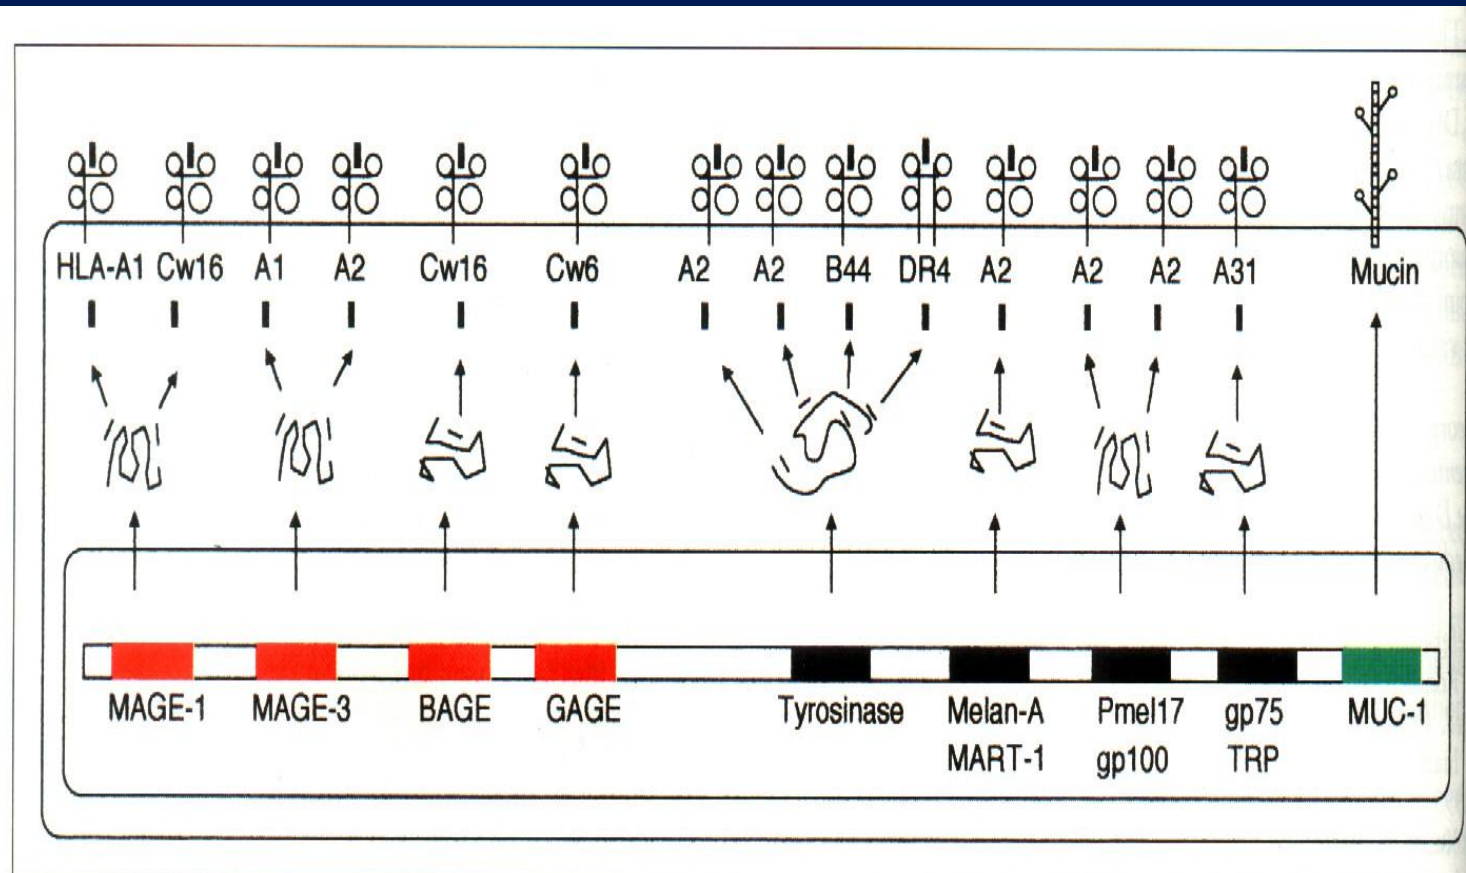 HLA-A1 Cw16 A1 A2 Cw16 Cw6 A2 A2 B44 DR4 A2 A2 A2 A31 Mucin
MAGE-1 MAGE-3 BAGE GAGE Tyrosinase Melan-A Pmel17 gp75 MUC-1
MART-1 gp100 TRP